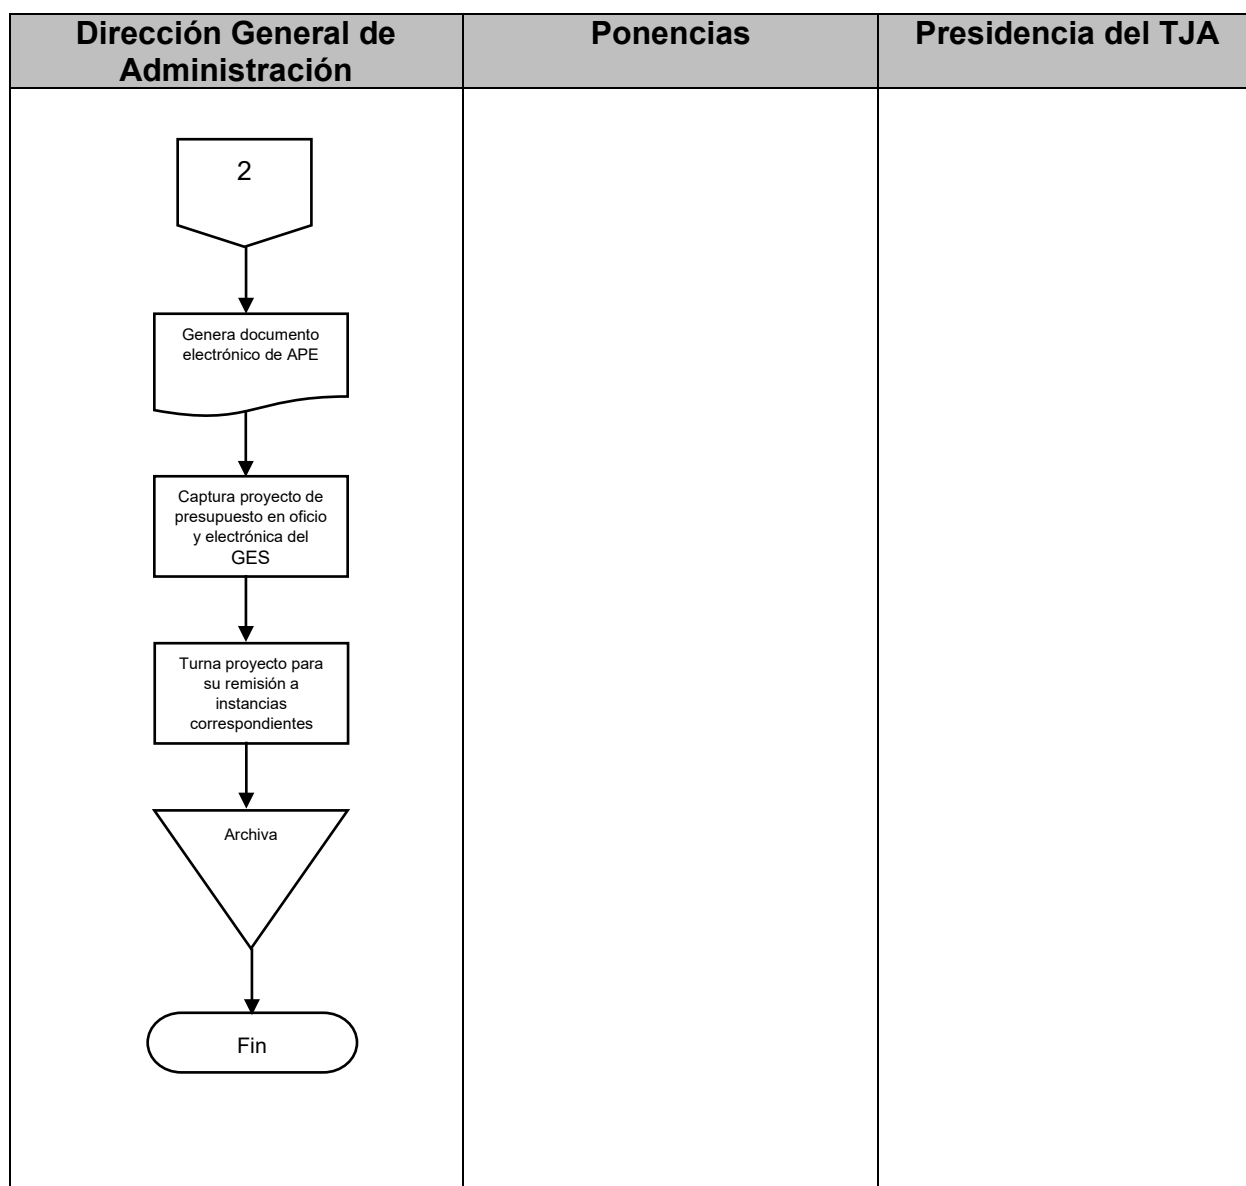 Dirección General de
Administración
Ponencias
Presidencia del TJA
2
Genera documento
electrónico de APE
Captura proyecto de
presupuesto en oficio
y electrónica del
GES
Turna proyecto para
su remisión a
instancias
correspondientes
Archiva
Fin